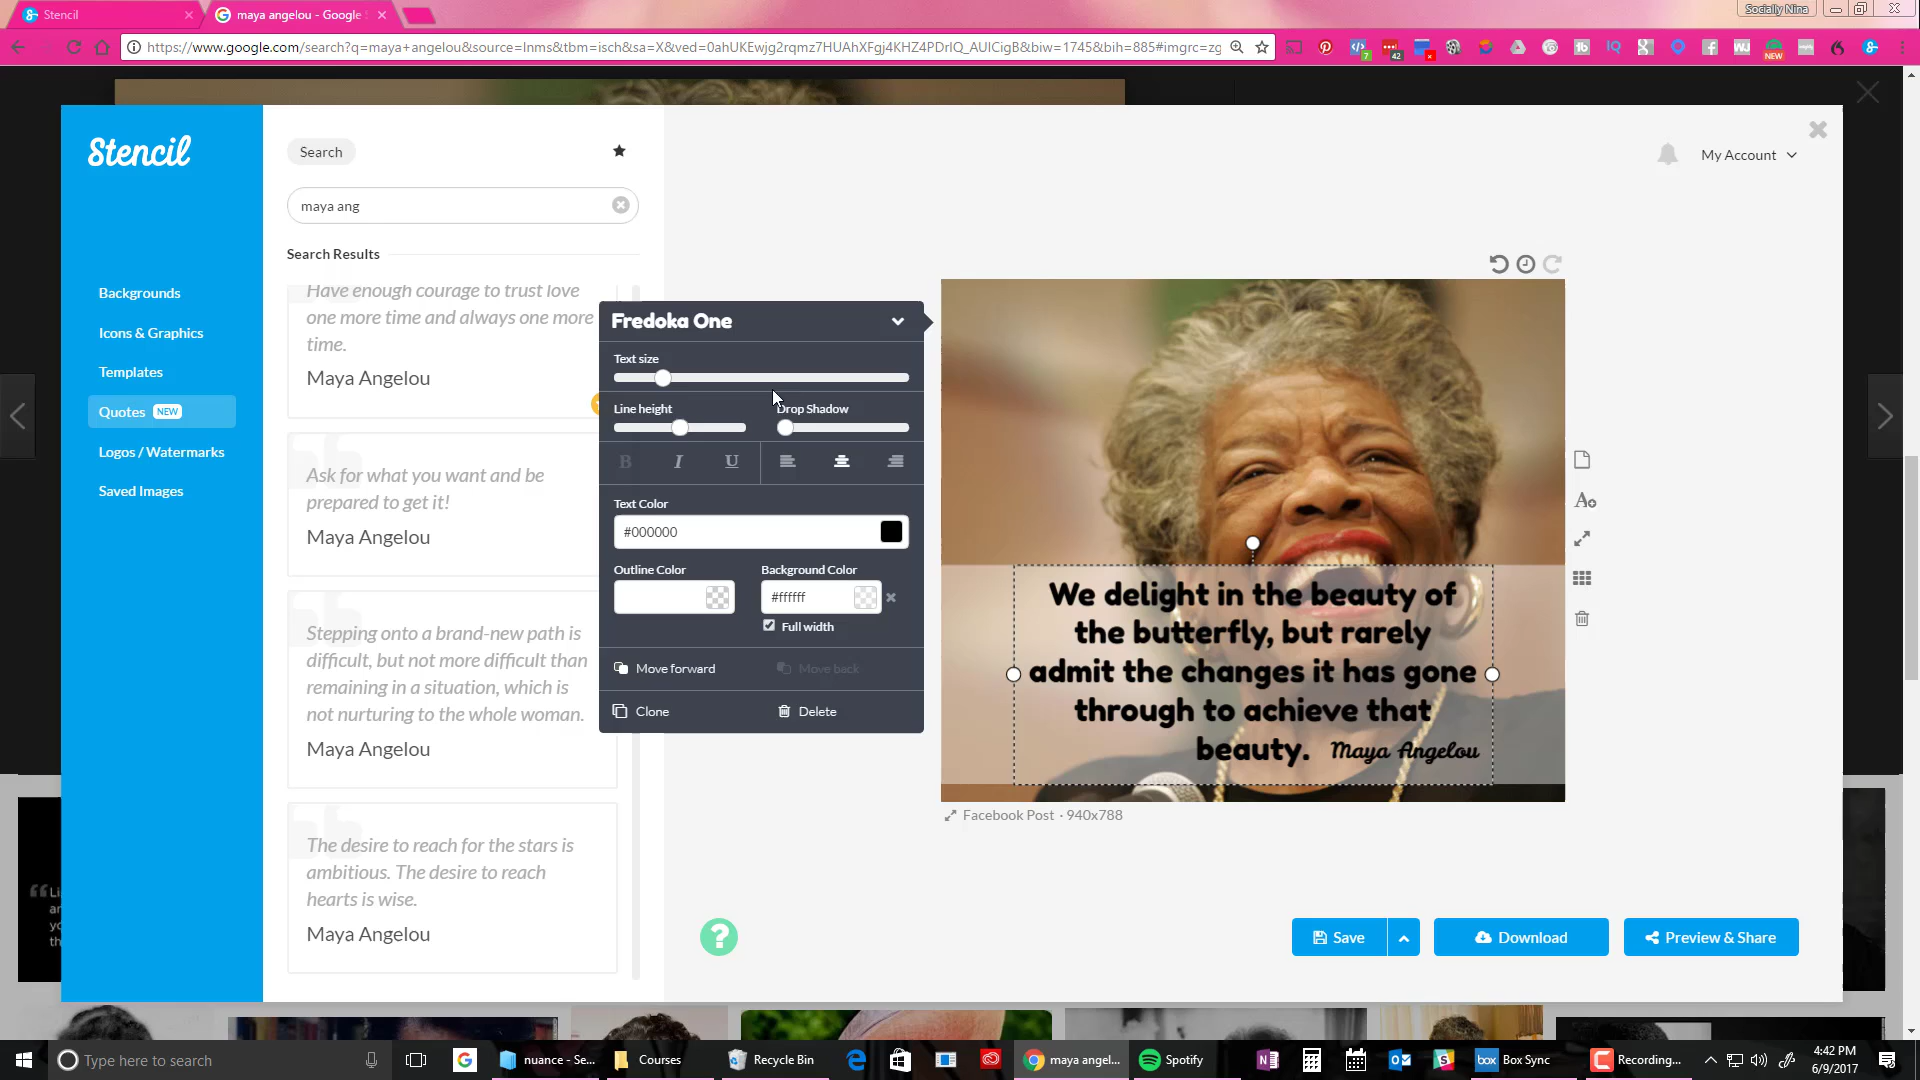 Stencil
maya angelou - Google
Socially Nina
https://www.google.com/search?q=maya+angelou&source=lnms&tbm=isch&sa=X&ved=0ahUKEwjg2rqmz7HUAhXFgj4KHZ4PDrIQ_AUICigB&biw=1745&bih=885#imgrc=zg
7
42
NEW
Stencil
Search
My Account
maya ang
Search Results
Backgrounds
Icons & Graphics
Templates
Quotes NEW
Logos / Watermarks
Saved Images
Have enough courage to trust love
one more time and always one more
time.
Maya Angelou
Ask for what you want and be
prepared to get it!
Maya Angelou
Stepping onto a brand-new path is
difficult, but not more difficult than
remaining in a situation, which is
not nurturing to the whole woman.
Maya Angelou
The desire to reach for the stars is
ambitious. The desire to reach
hearts is wise.
Maya Angelou
Fredoka One
Text size
Line height Drop Shadow
B I U
Text Color
#000000
Outline Color Background Color
#ffffff
Full width
Move forward Move back
Clone Delete
We delight in the beauty of
the butterfly, but rarely
admit the changes it has gone
through to achieve that
beauty. Maya Angelou
Facebook Post · 940x788
?
Save Download Preview & Share
Type here to search
nuance - Se...
Courses
Recycle Bin
maya angel...
Spotify
Box Sync
Recording...
4:42 PM
6/9/2017